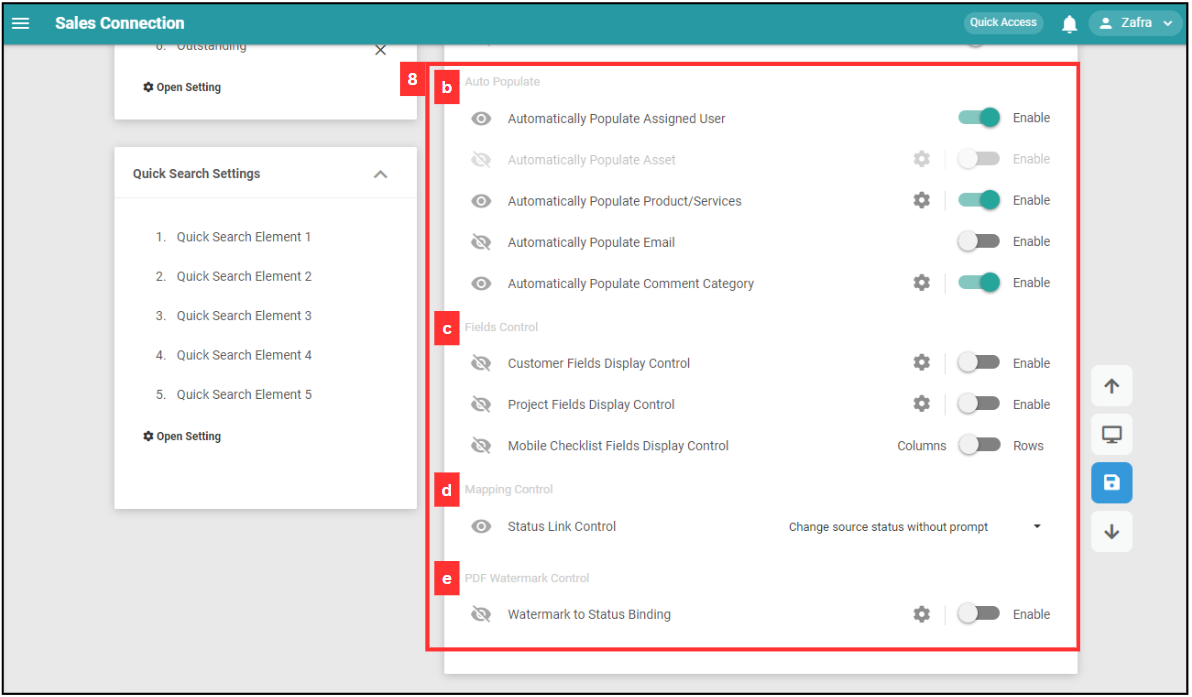 Sales Connection
Quick Access
Zafra
6. Outstanding
Open Setting
Quick Search Settings
1. Quick Search Element 1
2. Quick Search Element 2
3. Quick Search Element 3
4. Quick Search Element 4
5. Quick Search Element 5
Open Setting
8
b Auto Populate
Automatically Populate Assigned User Enable
Automatically Populate Asset Enable
Automatically Populate Product/Services Enable
Automatically Populate Email Enable
Automatically Populate Comment Category Enable
c Fields Control
Customer Fields Display Control Enable
Project Fields Display Control Enable
Mobile Checklist Fields Display Control Columns Rows
d Mapping Control
Status Link Control Change source status without prompt
e PDF Watermark Control
Watermark to Status Binding Enable